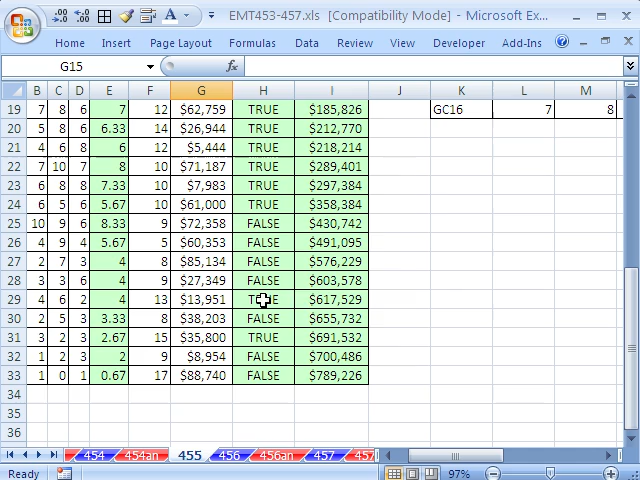 EMT453-457.xls [Compatibility Mode] - Microsoft Ex...
Home Insert Page Layout Formulas Data Review View Developer Add-Ins
G15 fx
B C D E F G H I J K L M
19 7 8 6 7 12 $62,759 TRUE $185,826 GC16 7 8
20 5 8 6 6.33 14 $26,944 TRUE $212,770
21 4 6 8 6 12 $5,444 TRUE $218,214
22 7 10 7 8 10 $71,187 TRUE $289,401
23 6 8 8 7.33 10 $7,983 TRUE $297,384
24 6 5 6 5.67 10 $61,000 TRUE $358,384
25 10 9 6 8.33 9 $72,358 FALSE $430,742
26 4 9 4 5.67 5 $60,353 FALSE $491,095
27 2 7 3 4 8 $85,134 FALSE $576,229
28 3 3 6 4 9 $27,349 FALSE $603,578
29 4 6 2 4 13 $13,951 TRUE $617,529
30 2 5 3 3.33 8 $38,203 FALSE $655,732
31 3 2 3 2.67 15 $35,800 TRUE $691,532
32 1 2 3 2 9 $8,954 FALSE $700,486
33 1 0 1 0.67 17 $88,740 FALSE $789,226
34
35
36
454 454an 455 456 456an 457 457
Ready 97%